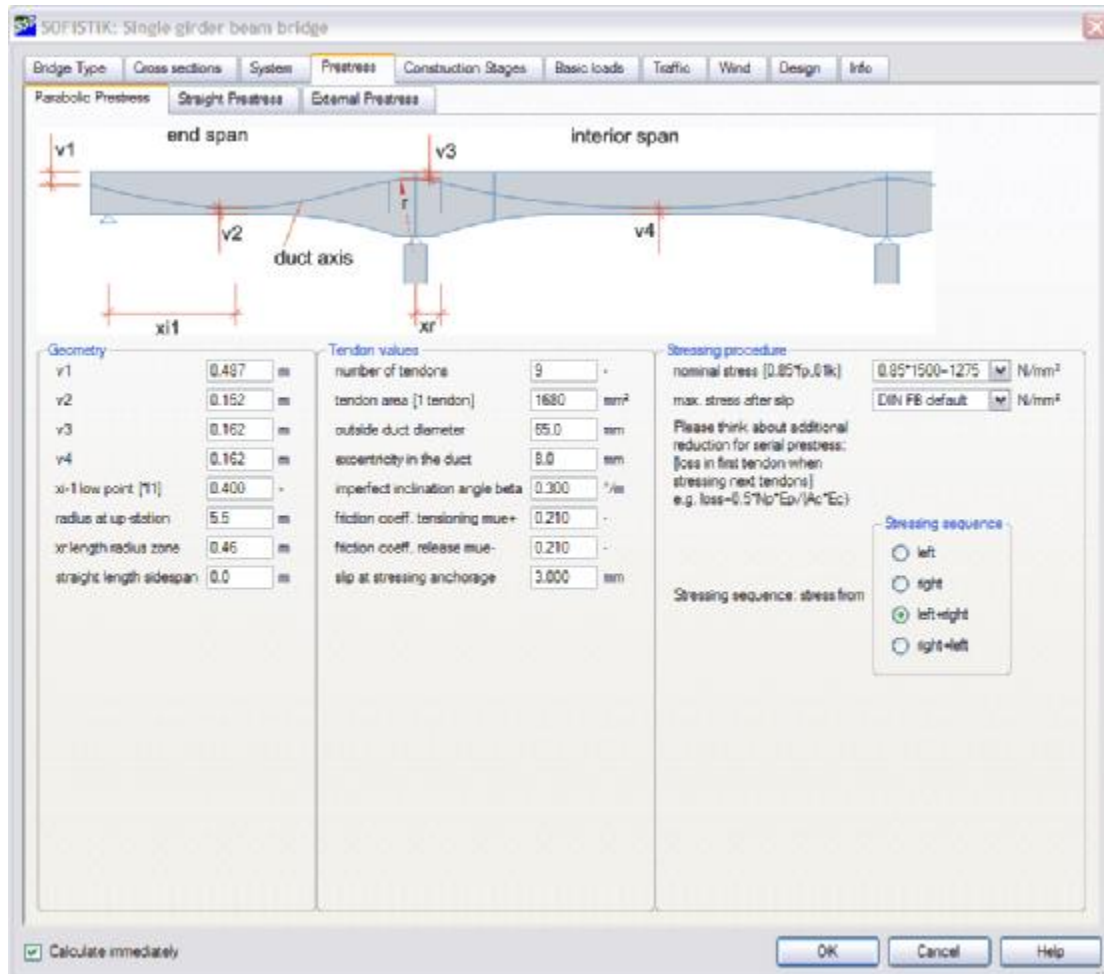 SOFiSTiK: Single girder beam bridge
Bridge Type Cross sections System Prestress Construction Stages Basic loads Traffic Wind Design Info
Parabolic Prestress Straight Prestress External Prestress
end span interior span
v1 v3
r
v2 v4
duct axis
xi1 xr
Geometry
v1 0.487 m
v2 0.152 m
v3 0.162 m
v4 0.162 m
xi-1 low point [*l1] 0.400 -
radius at up-station 5.5 m
xr length radius zone 0.46 m
straight length sidespan 0.0 m
Tendon values
number of tendons 9 -
tendon area [1 tendon] 1680 mm²
outside duct diameter 65.0 mm
excentricity in the duct 8.0 mm
imperfect inclination angle beta 0.300 °/m
friction coeff. tensioning mue+ 0.210 -
friction coeff. release mue- 0.210 -
slip at stressing anchorage 3.000 mm
Stressing procedure
nominal stress [0.85*fp,01k] 0.85*1500=1275 N/mm²
max. stress after slip DIN FB default N/mm²
Please think about additional
reduction for serial prestress:
[loss in first tendon when
stressing next tendons]
e.g. loss=0.5*Np*Ep/(Ac*Ec)
Stressing sequence: stress from
Stressing sequence
left
right
left+right
right+left
Calculate immediately OK Cancel Help